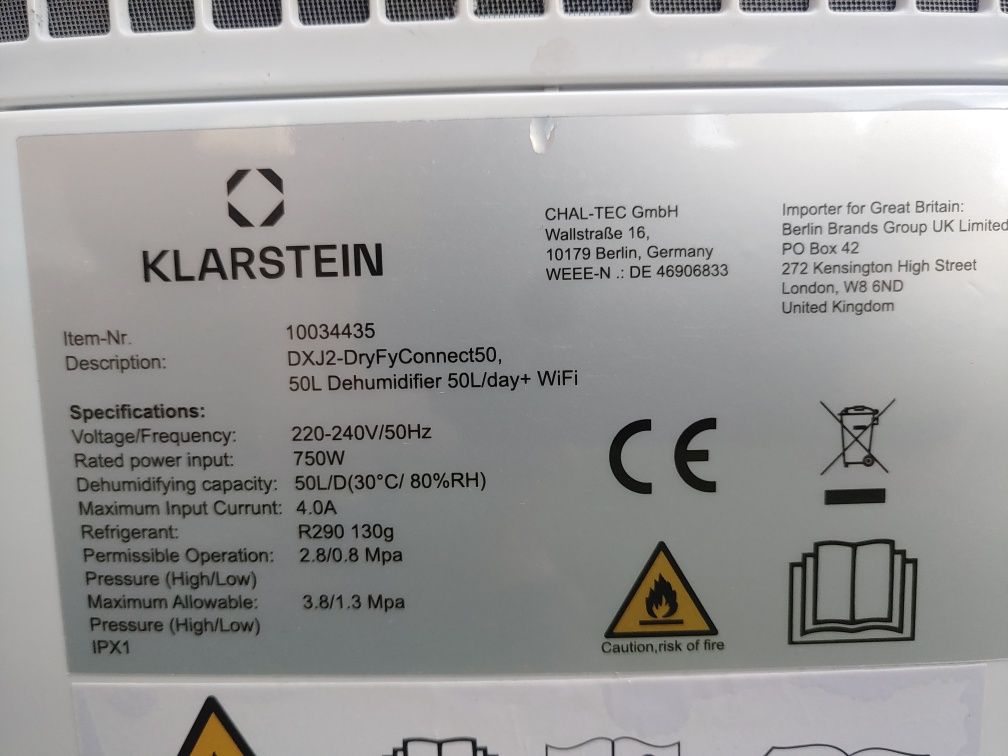 KLARSTEIN
CHAL-TEC GmbH
Wallstraße 16,
10179 Berlin, Germany
WEEE-N .: DE 46906833
Importer for Great Britain:
Berlin Brands Group UK Limited
PO Box 42
272 Kensington High Street
London, W8 6ND
United Kingdom
Item-Nr. 10034435
Description: DXJ2-DryFyConnect50,
50L Dehumidifier 50L/day+ WiFi
Specifications:
Voltage/Frequency: 220-240V/50Hz
Rated power input: 750W
Dehumidifying capacity: 50L/D(30°C/ 80%RH)
Maximum Input Currunt: 4.0A
Refrigerant: R290 130g
Permissible Operation: 2.8/0.8 Mpa
Pressure (High/Low)
Maximum Allowable: 3.8/1.3 Mpa
Pressure (High/Low)
IPX1
CE
Caution,risk of fire